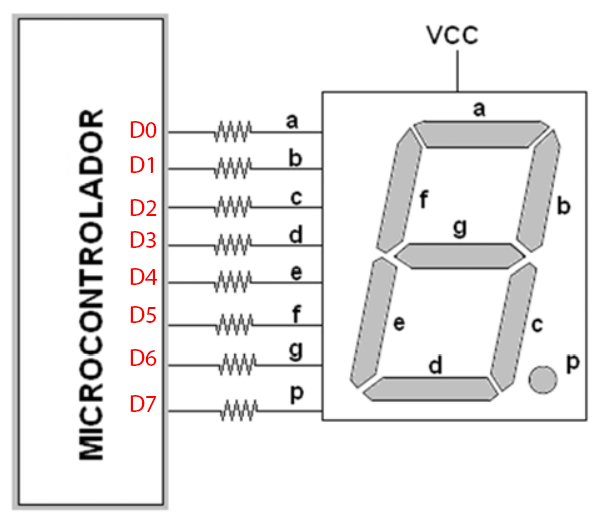 VCC
MICROCONTROLADOR
D0 a
D1 b
D2 c
D3 d
D4 e
D5 f
D6 g
D7 p
a
f b
g
e c
d p